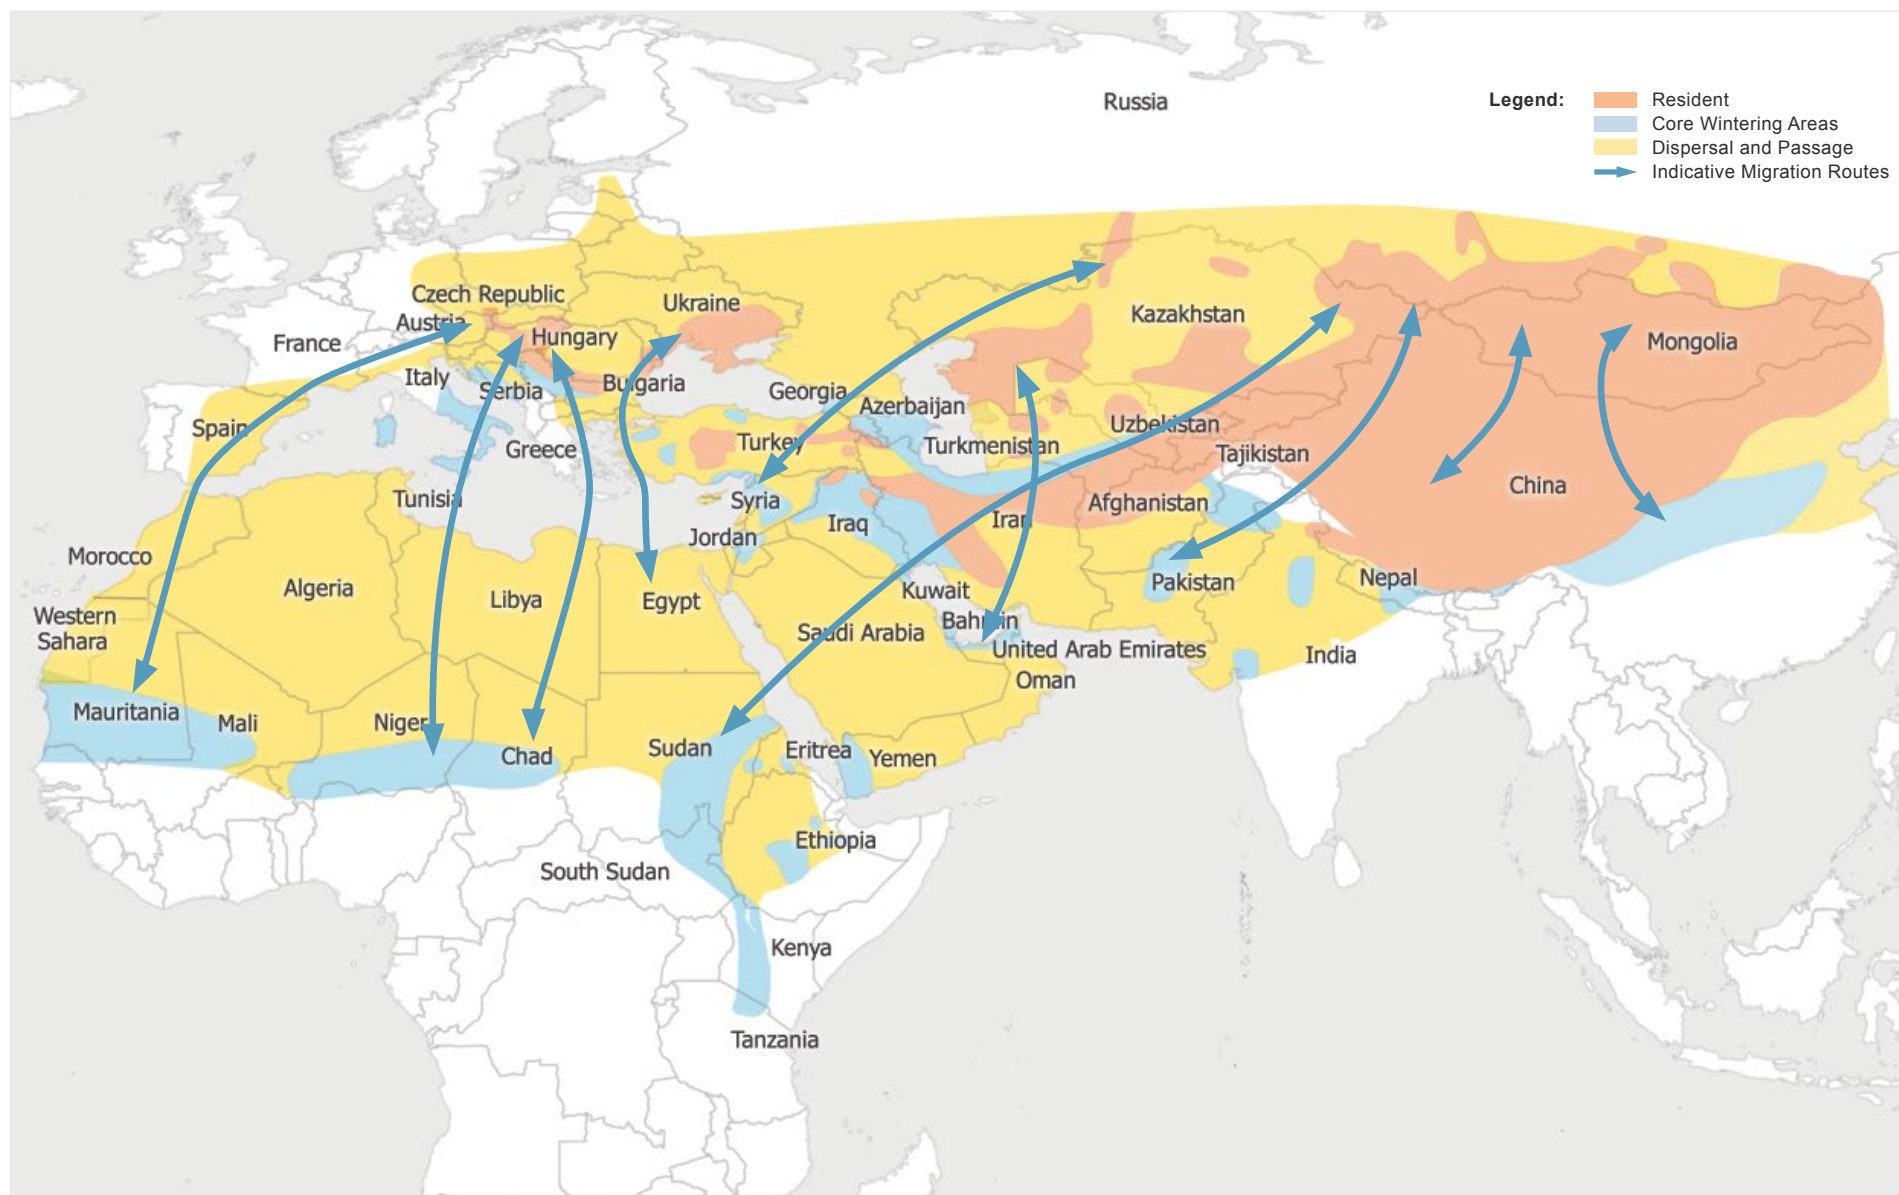 Russia
Legend:
Resident
Core Wintering Areas
Dispersal and Passage
Indicative Migration Routes
Czech Republic
Ukraine
Austria
Hungary
France
Kazakhstan
Mongolia
Italy
Serbia
Bulgaria
Georgia
Azerbaijan
Spain
Greece
Turkey
Turkmenistan
Uzbekistan
Tajikistan
Tunisia
Syria
Iraq
Iran
Afghanistan
China
Jordan
Morocco
Algeria
Libya
Egypt
Kuwait
Pakistan
Nepal
Western
Sahara
Saudi Arabia
Bahrain
United Arab Emirates
India
Oman
Mauritania
Mali
Niger
Chad
Sudan
Eritrea
Yemen
Ethiopia
South Sudan
Kenya
Tanzania